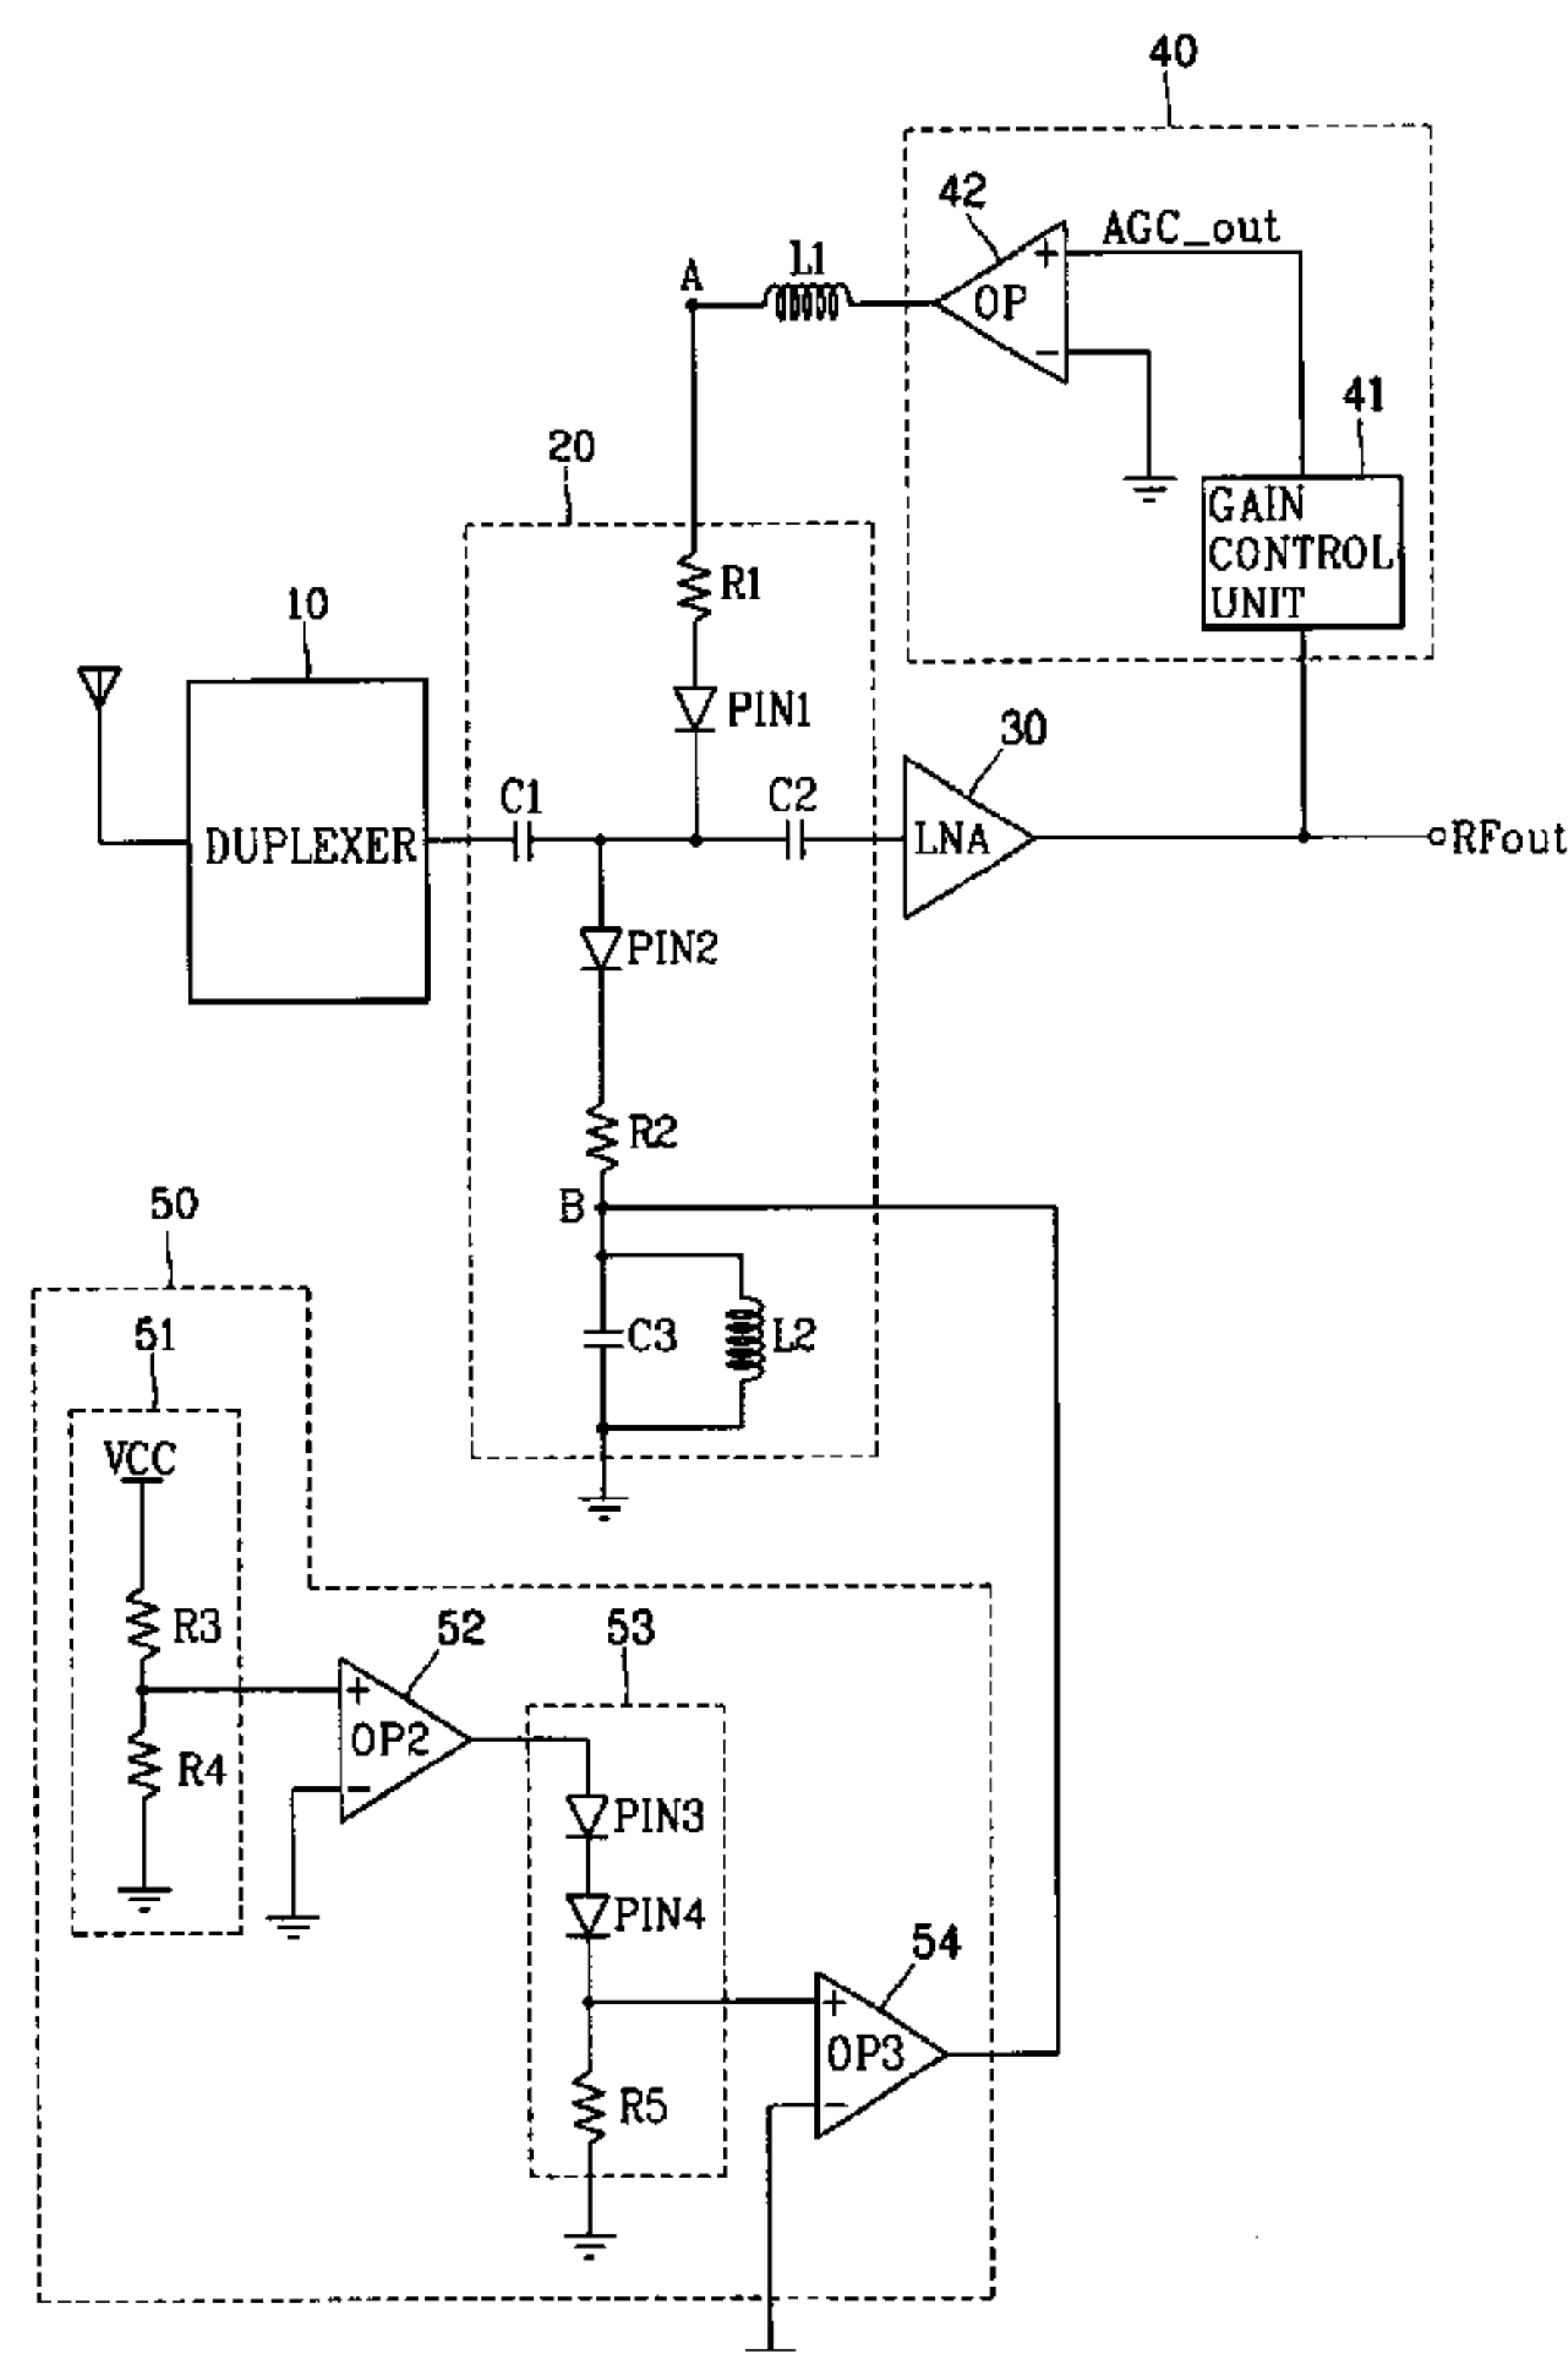 40
42
AGC_out
L1
A
+
OP
−
41
20
GAIN
CONTROL
UNIT
R1
10
PIN1
30
C1
C2
DUPLEXER
LNA
RFout
PIN2
R2
50
B
51
C3
L2
VCC
R3
52
53
+
OP2
−
R4
PIN3
PIN4
54
+
OP3
−
R5